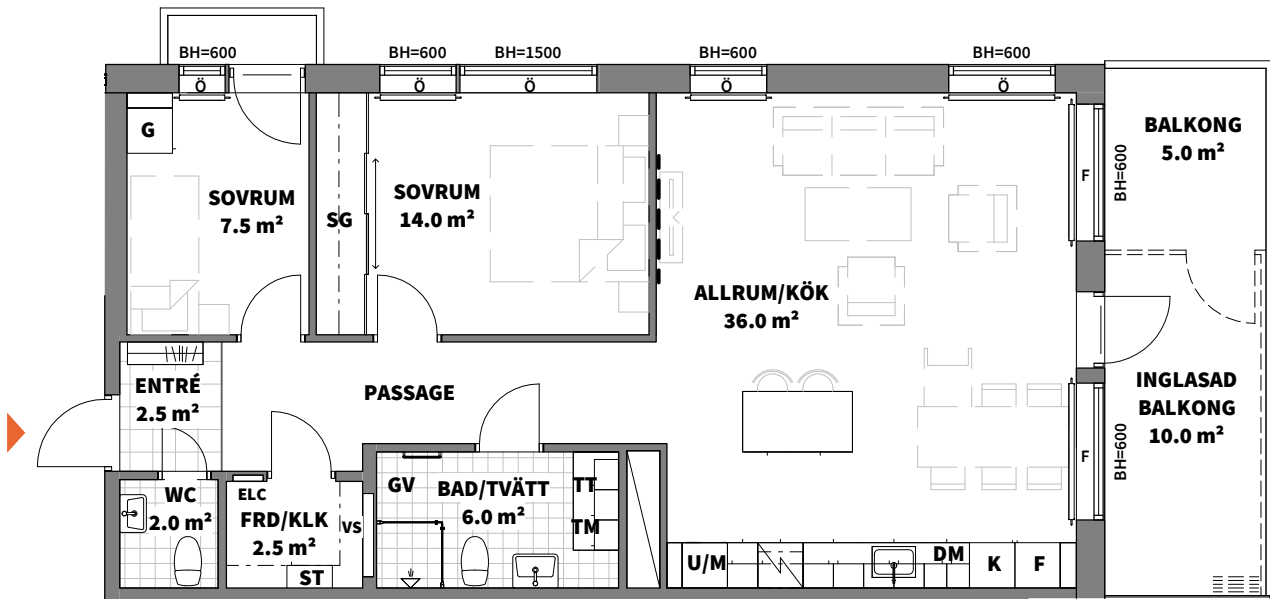 BH=600
BH=600
BH=1500
BH=600
BH=600
Ö
Ö
Ö
Ö
Ö
G
SOVRUM
7.5 m²
SG
SOVRUM
14.0 m²
ALLRUM/KÖK
36.0 m²
F
BH=600
BALKONG
5.0 m²
ENTRÉ
2.5 m²
PASSAGE
INGLASAD
BALKONG
10.0 m²
F
BH=600
WC
2.0 m²
ELC
FRD/KLK
2.5 m²
VS
ST
GV
BAD/TVÄTT
6.0 m²
TT
TM
U/M
DM
K
F